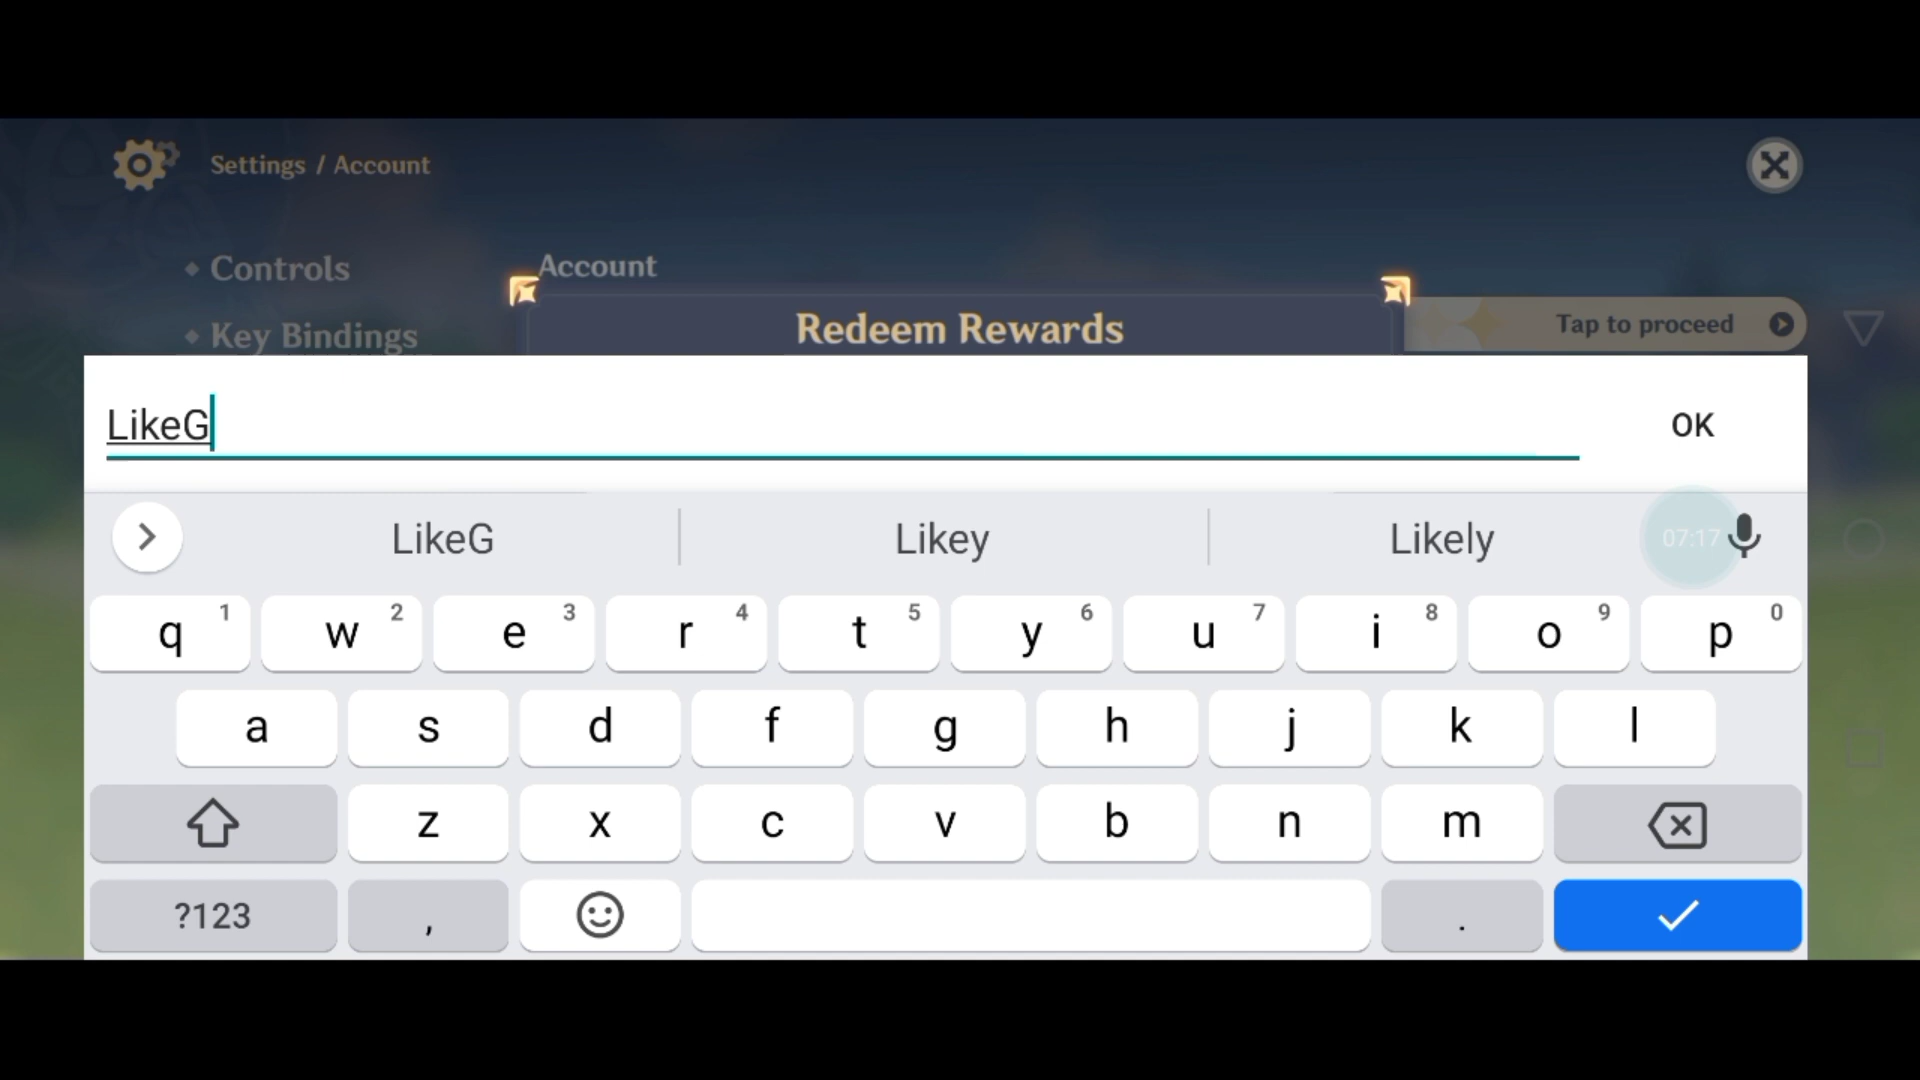 Settings / Account
Controls
Account
Key Bindings
Redeem Rewards
Tap to proceed
LikeG
OK
LikeG
Likey
Likely
07:17
q 1 w 2 e 3 r 4 t 5 y 6 u 7 i 8 o 9 p 0
a s d f g h j k l
z x c v b n m
?123 , .